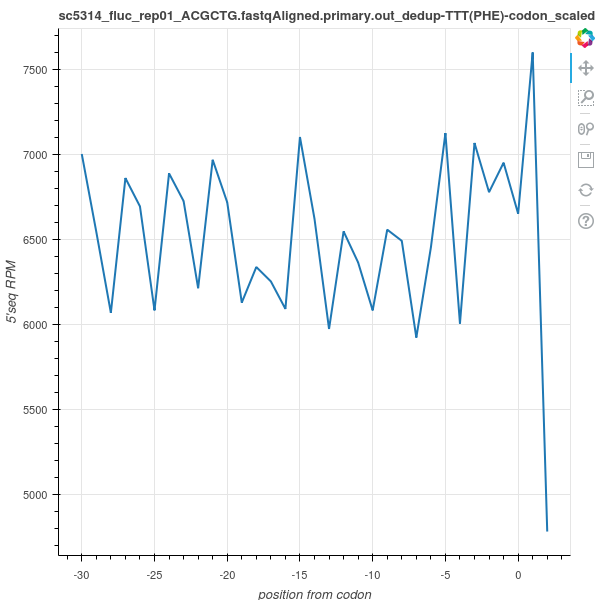 sc5314_fluc_rep01_ACGCTG.fastqAligned.primary.out_dedup-TTT(PHE)-codon_scaled
7500
7000
6500
6000
5500
5000
5'seq RPM
-30 -25 -20 -15 -10 -5 0
position from codon